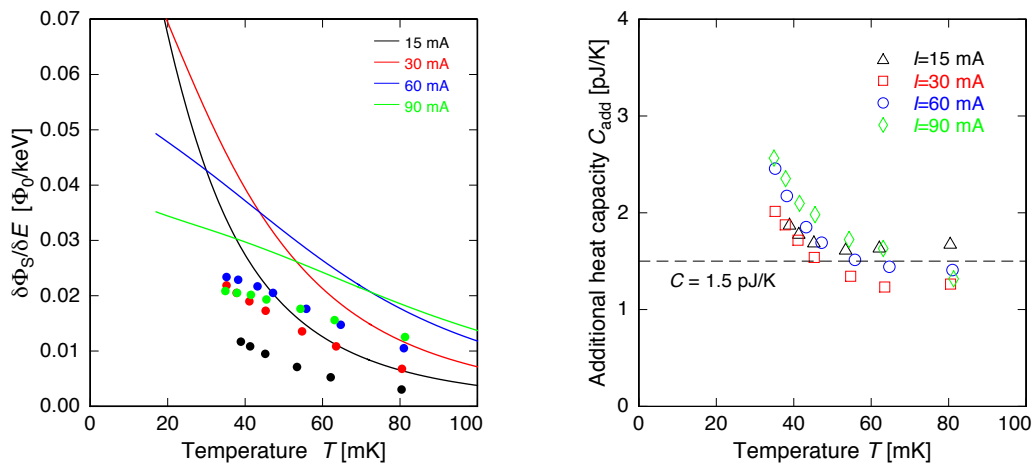 0.07
0.06
0.05
0.04
0.03
0.02
0.01
0.00
0
20
40
60
80
100
δΦS/δE [Φ0/keV]
Temperature T [mK]
15 mA
30 mA
60 mA
90 mA
4
3
2
1
0
0
20
40
60
80
100
Additional heat capacity Cadd [pJ/K]
Temperature T [mK]
I=15 mA
I=30 mA
I=60 mA
I=90 mA
C = 1.5 pJ/K